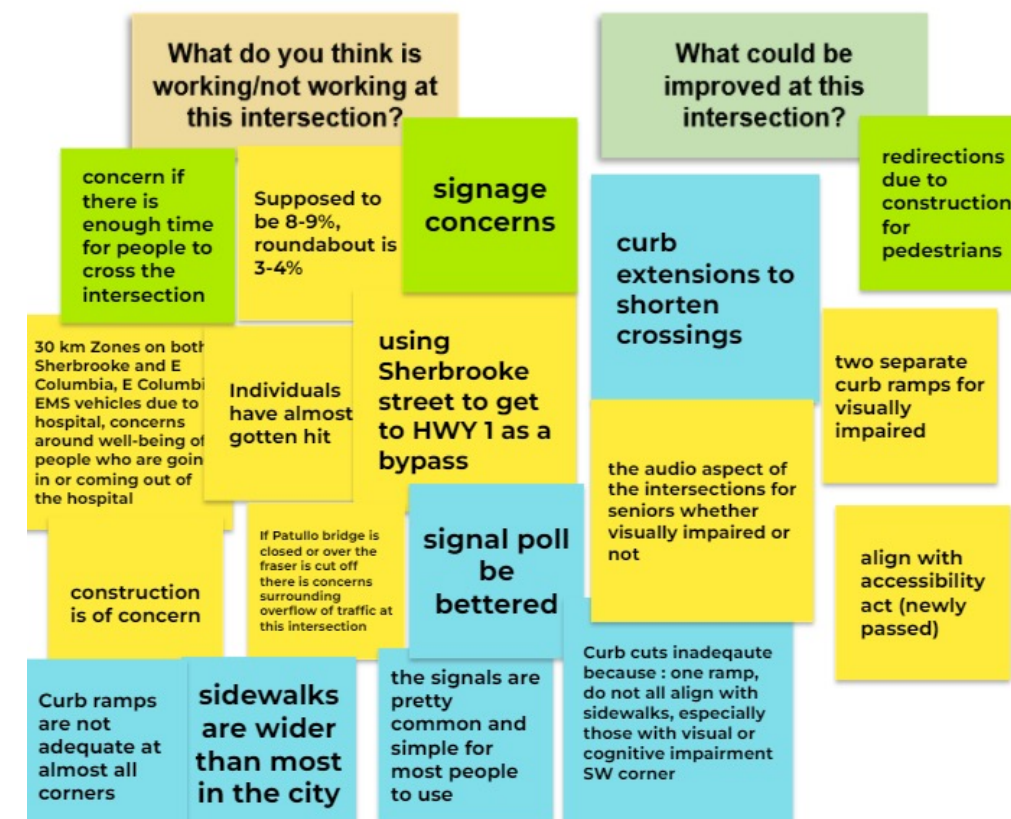 What do you think is
working/not working at
this intersection?
What could be
improved at this
intersection?
concern if
there is
enough time
for people to
cross the
intersection
Supposed to
be 8-9%,
roundabout is
3-4%
signage
concerns
redirections
due to
construction
for
pedestrians
curb
extensions to
shorten
crossings
30 km Zones on both
Sherbrooke and E
Columbia, E Columbi
EMS vehicles due to
hospital, concerns
around well-being of
people who are goin
in or coming out of
the hospital
Individuals
have almost
gotten hit
using
Sherbrooke
street to get
to HWY 1 as a
bypass
two separate
curb ramps for
visually
impaired
the audio aspect of
the intersections for
seniors whether
visually impaired or
not
construction
is of concern
If Patullo bridge is
closed or over the
fraser is cut off
there is concerns
surrounding
overflow of traffic at
this intersection
signal poll
be
bettered
align with
accessibility
act (newly
passed)
Curb ramps
are not
adequate at
almost all
corners
sidewalks
are wider
than most
in the city
the signals are
pretty
common and
simple for
most people
to use
Curb cuts inadeqaute
because : one ramp,
do not all align with
sidewalks, especially
those with visual or
cognitive impairment
SW corner